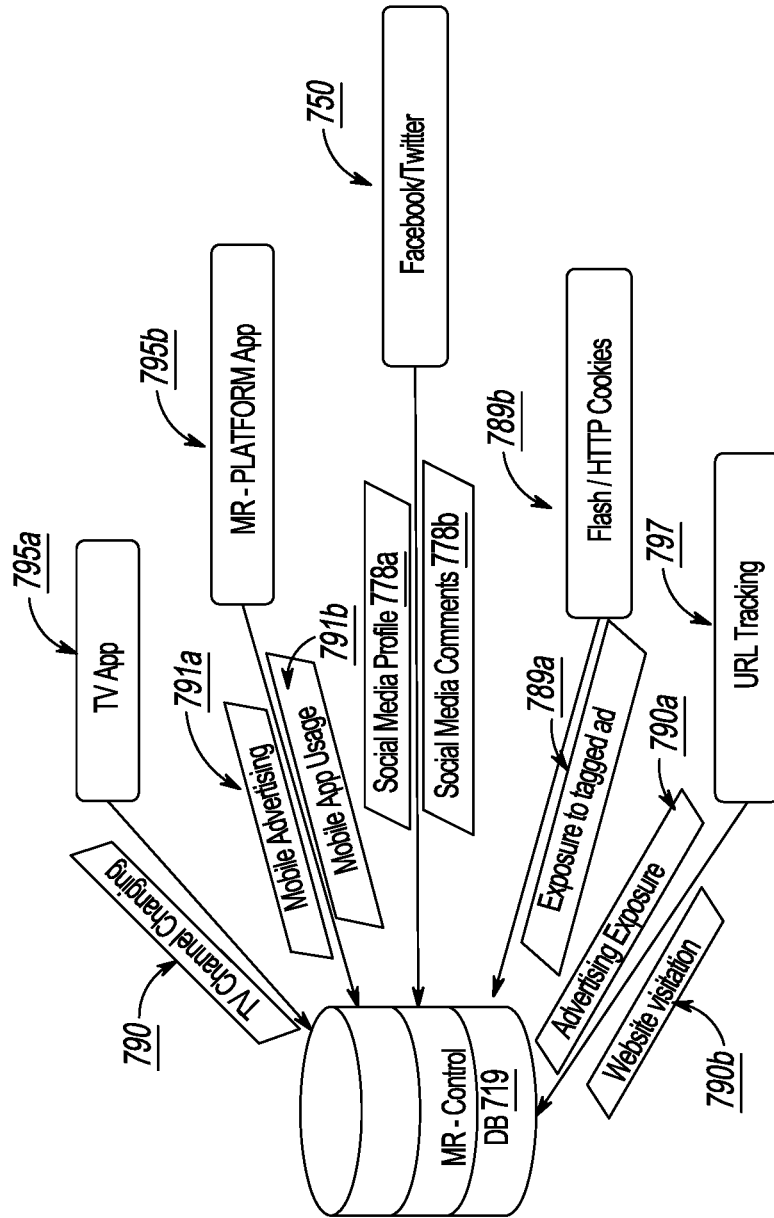 795a
TV App
790
TV Channel Changing
795b
MR - PLATFORM App
791a
Mobile Advertising
791b
Mobile App Usage
750
Facebook/Twitter
Social Media Profile 778a
Social Media Comments 778b
MR - Control
DB 719
789b
Flash / HTTP Cookies
789a
Exposure to tagged ad
797
URL Tracking
790a
Advertising Exposure
Website visitation
790b